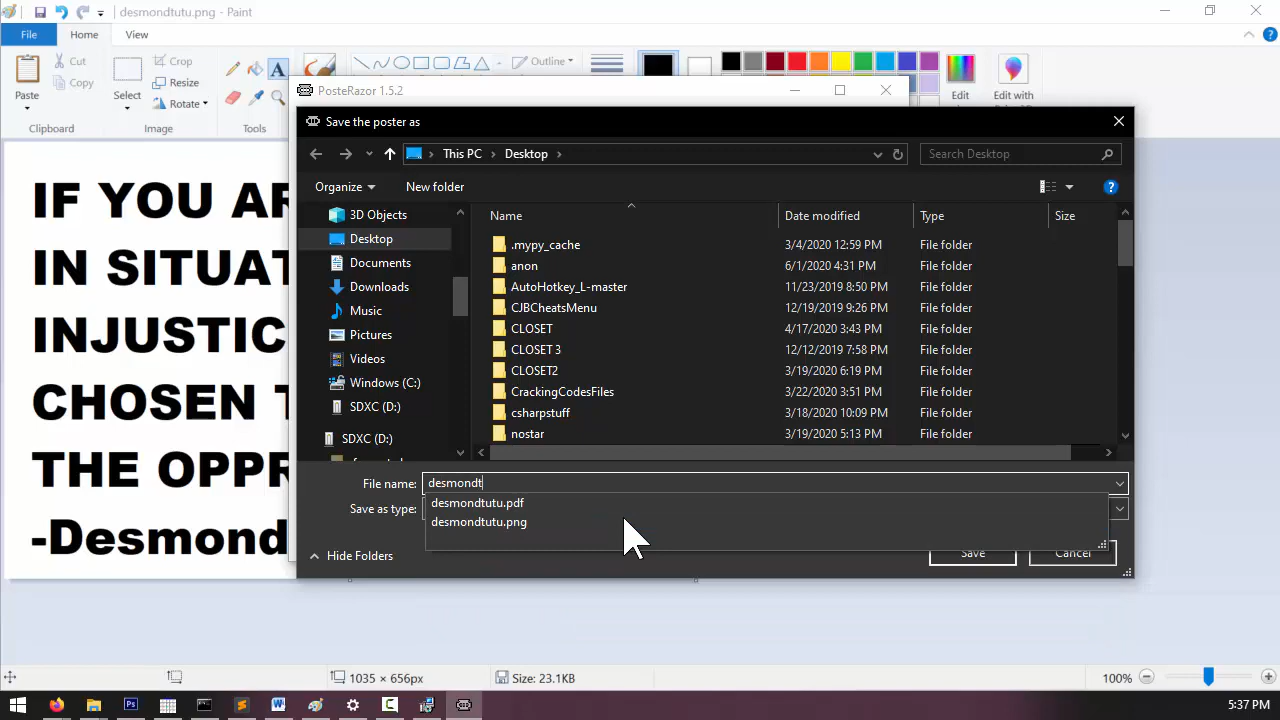 desmondtutu.png - Paint
File
Home
View
Paste
Cut
Copy
Clipboard
Select
Crop
Resize
Rotate
Image
A
Tools
Outline
Edit
Edit with
PosteRazor 1.5.2
IF YOU AR
IN SITUAT
INJUSTIC
CHOSEN T
THE OPPR
-Desmond
Save the poster as
This PC
Desktop
Search Desktop
Organize
New folder
3D Objects
Desktop
Documents
Downloads
Music
Pictures
Videos
Windows (C:)
SDXC (D:)
SDXC (D:)
Name
Date modified
Type
Size
.mypy_cache 3/4/2020 12:59 PM File folder
anon 6/1/2020 4:31 PM File folder
AutoHotkey_L-master 11/23/2019 8:50 PM File folder
CJBCheatsMenu 12/19/2019 9:26 PM File folder
CLOSET 4/17/2020 3:43 PM File folder
CLOSET 3 12/12/2019 7:58 PM File folder
CLOSET2 3/19/2020 6:19 PM File folder
CrackingCodesFiles 3/22/2020 3:51 PM File folder
csharpstuff 3/18/2020 10:09 PM File folder
nostar 3/19/2020 5:13 PM File folder
File name: desmondt
desmondtutu.pdf
Save as type:
desmondtutu.png
Hide Folders
Save
Cancel
1035 × 656px
Size: 23.1KB
100%
5:37 PM